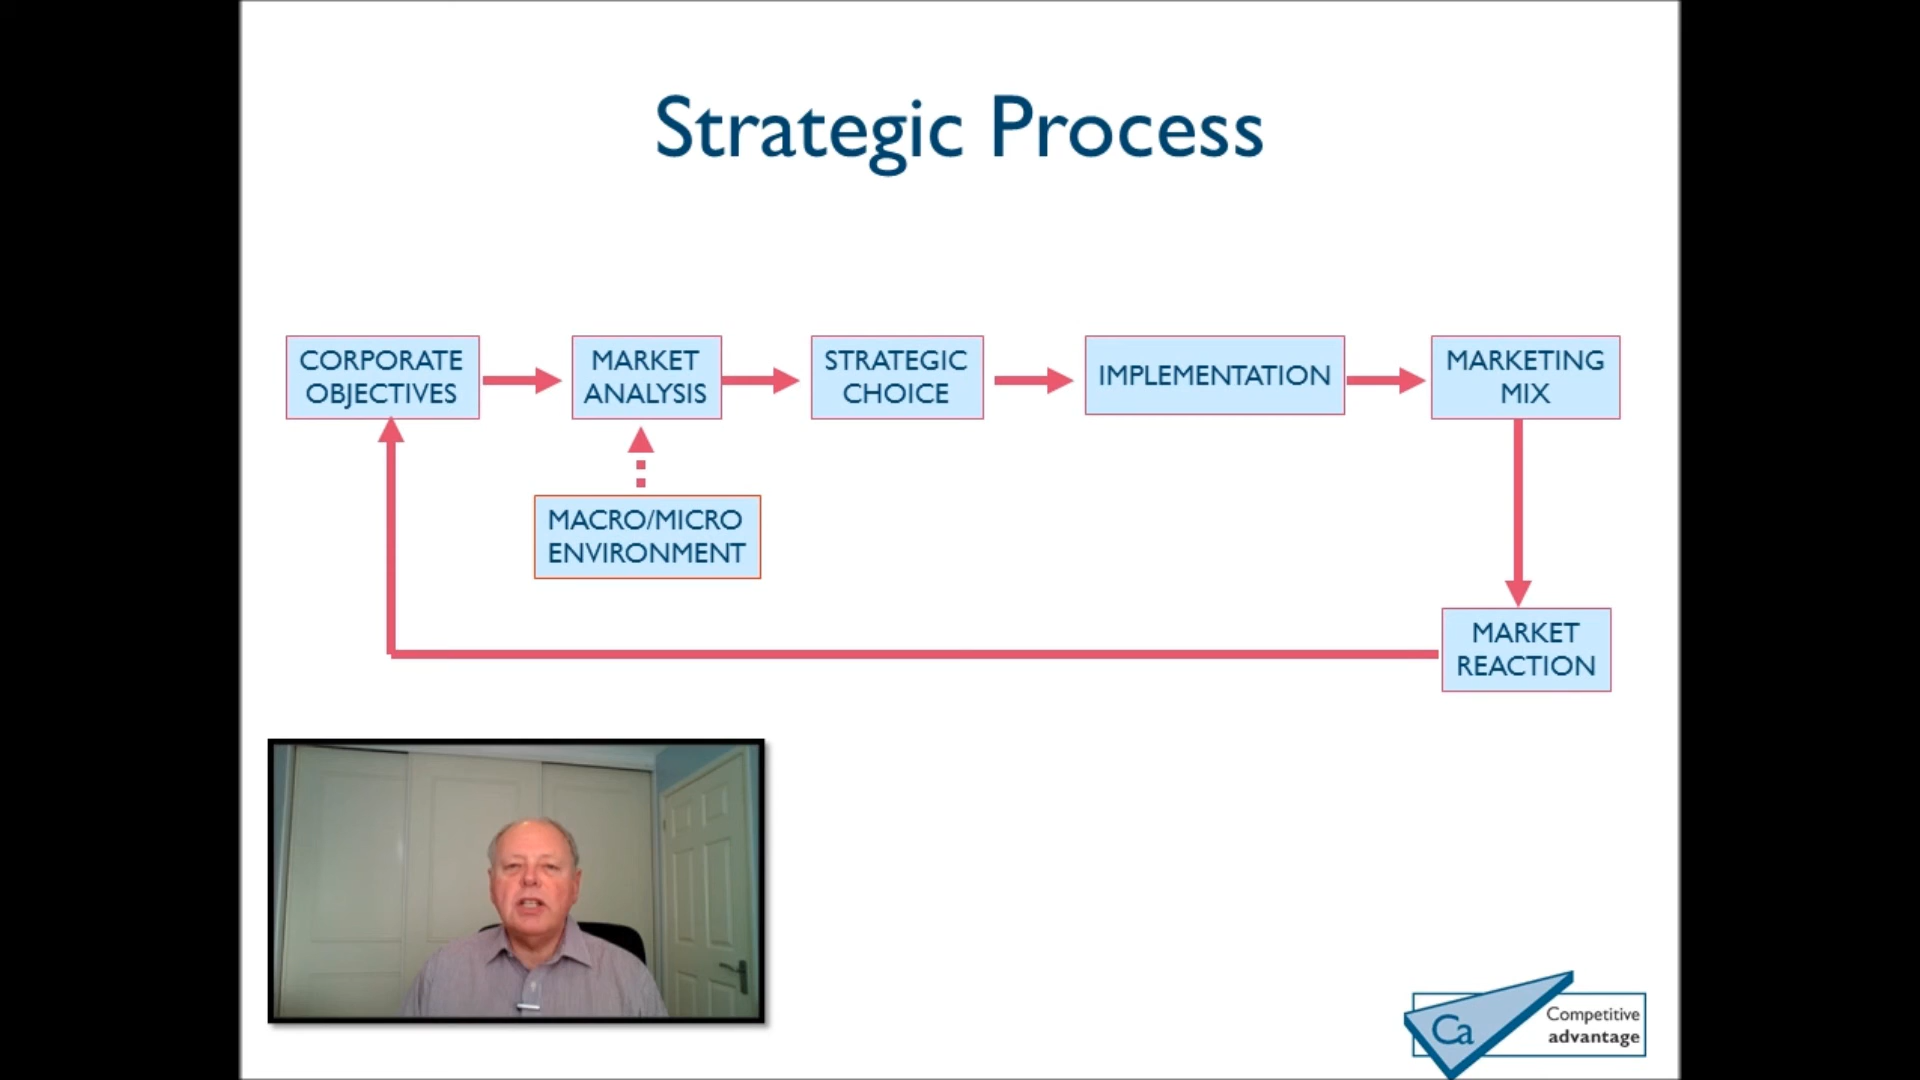 Strategic Process
CORPORATE
OBJECTIVES
MARKET
ANALYSIS
STRATEGIC
CHOICE
IMPLEMENTATION
MARKETING
MIX
MACRO/MICRO
ENVIRONMENT
MARKET
REACTION
Ca
Competitive
advantage